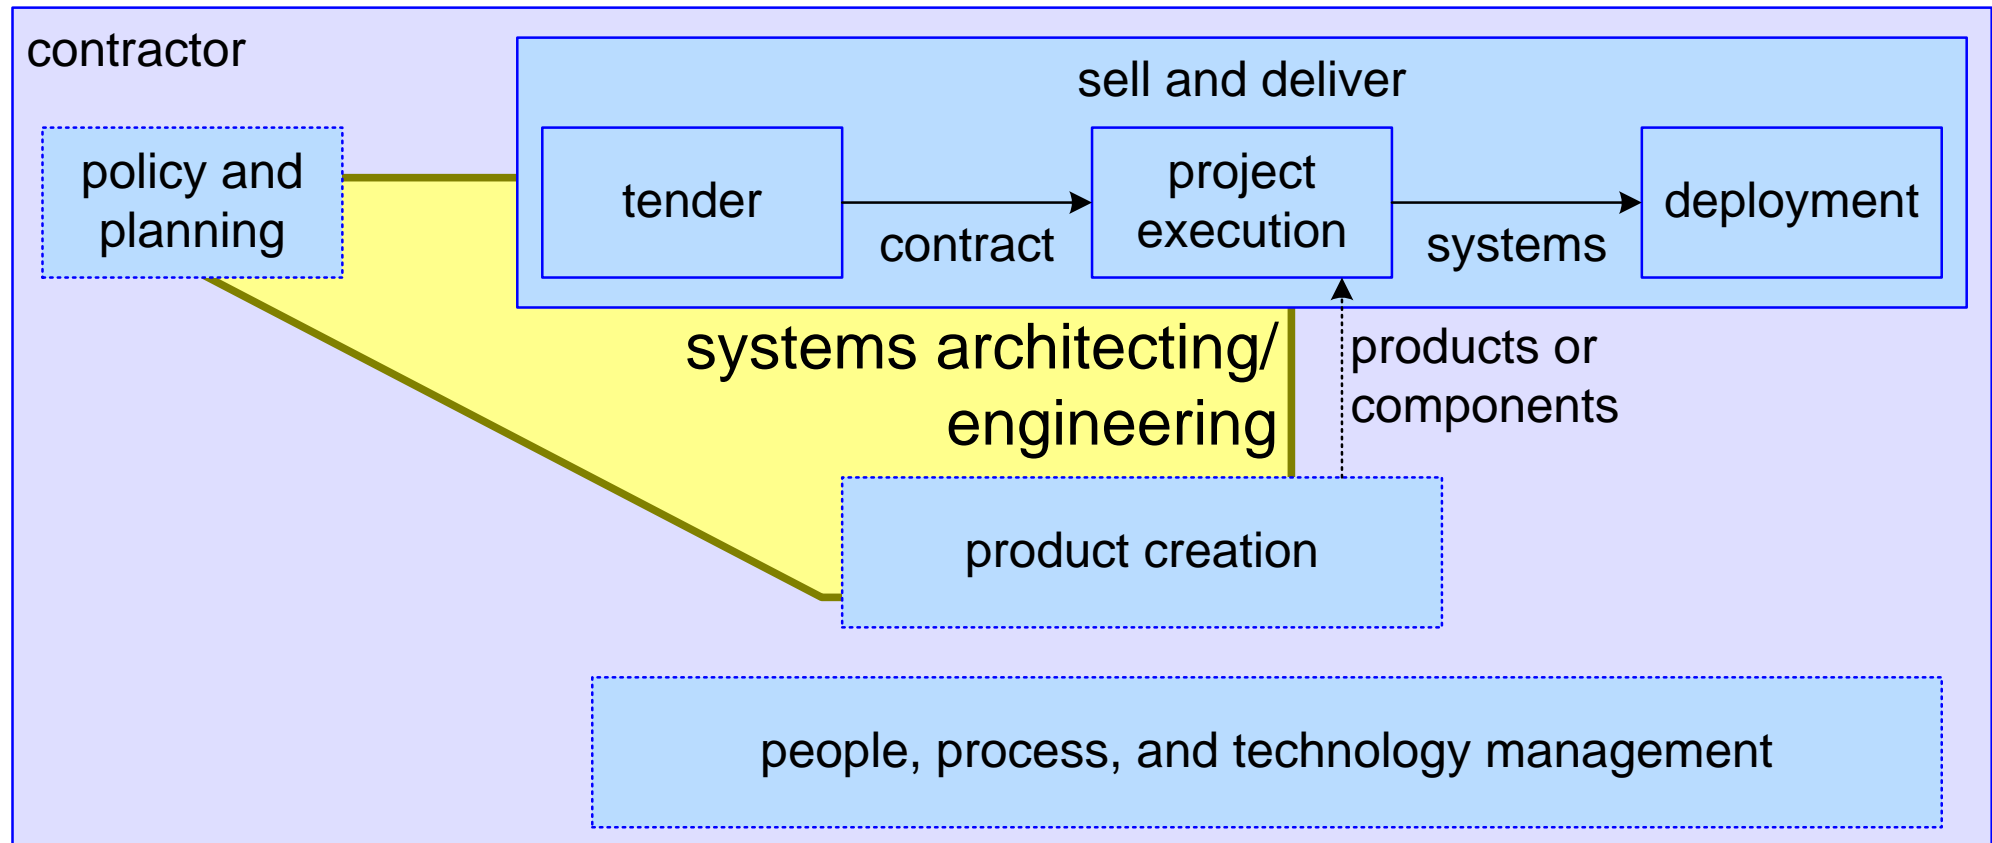 contractor
sell and deliver
policy and
planning
tender
contract
project
execution
systems
deployment
systems architecting/
engineering
products or
components
product creation
people, process, and technology management